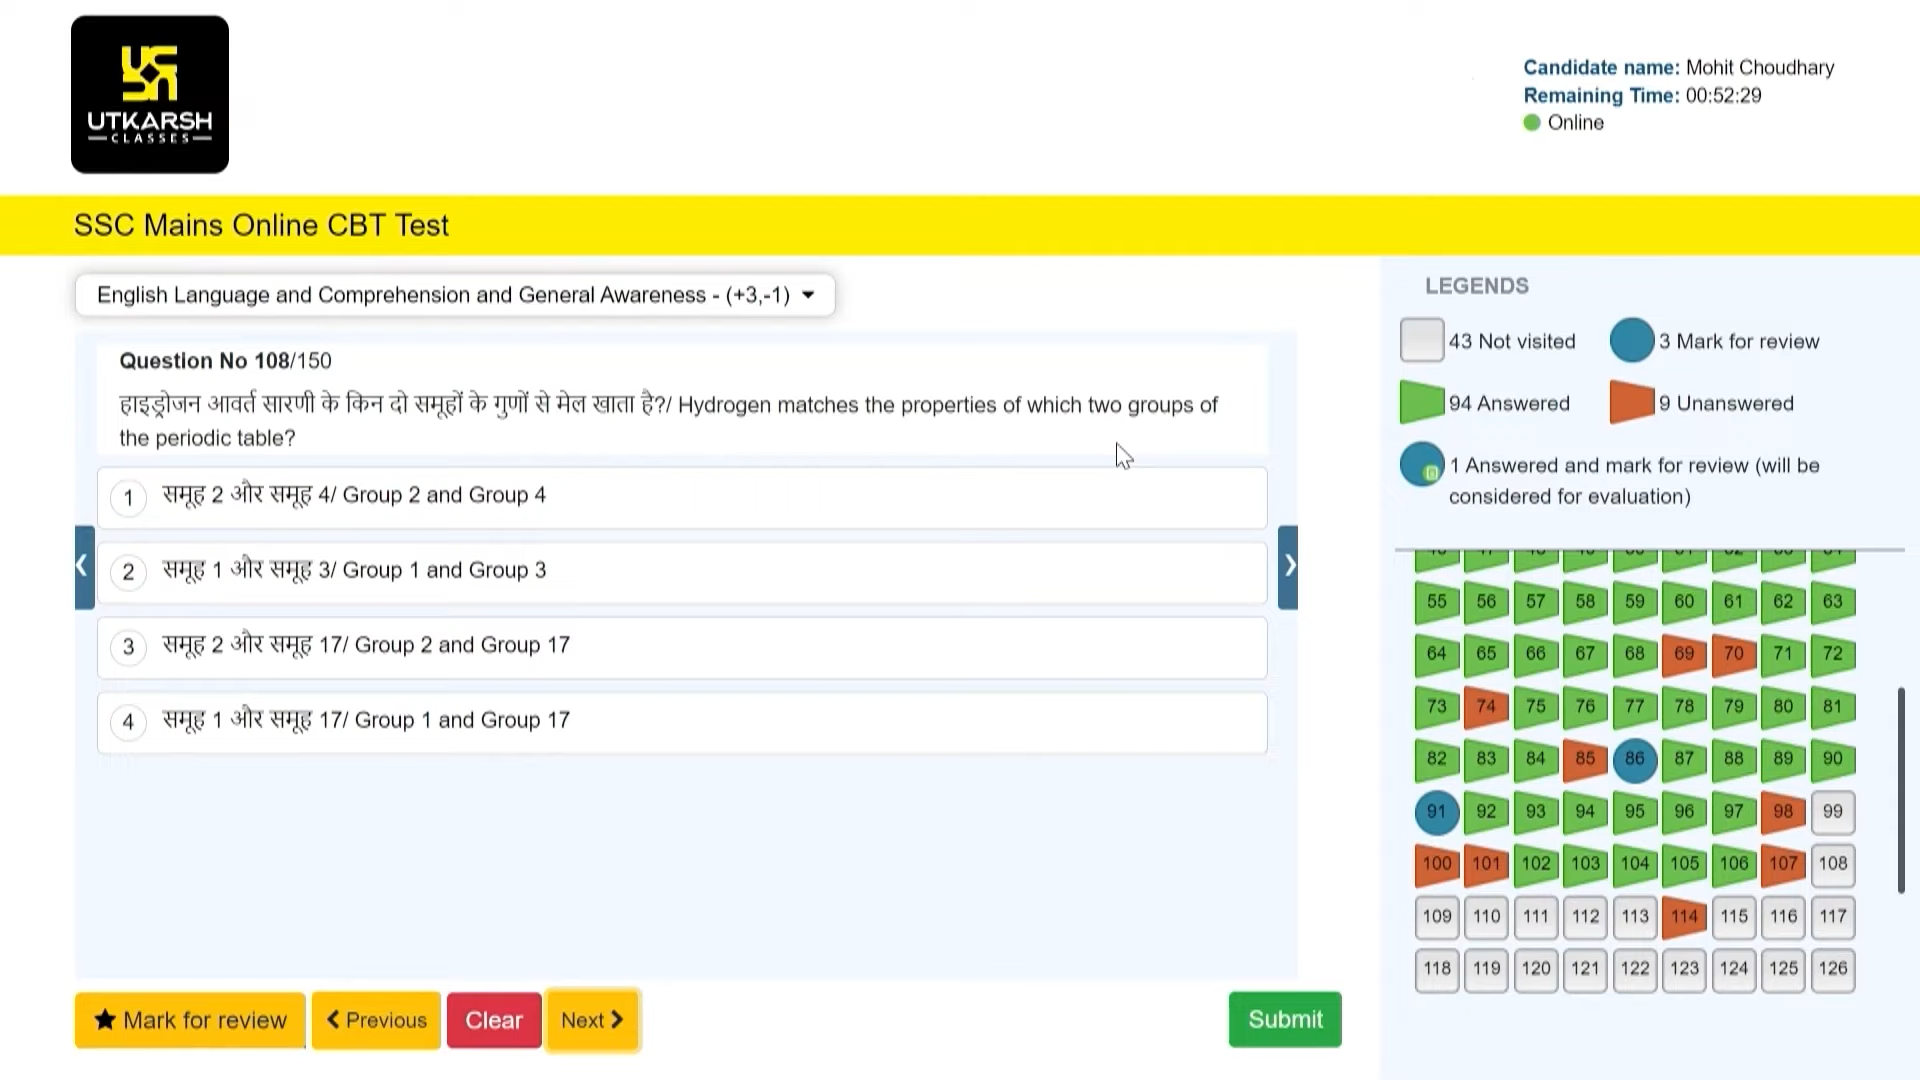 UTKARSH
CLASSES
Candidate name: Mohit Choudhary
Remaining Time: 00:52:29
Online
SSC Mains Online CBT Test
English Language and Comprehension and General Awareness - (+3,-1)
Question No 108/150
हाइड्रोजन आवर्त सारणी के किन दो समूहों के गुणों से मेल खाता है?/ Hydrogen matches the properties of which two groups of
the periodic table?
1 समूह 2 और समूह 4/ Group 2 and Group 4
2 समूह 1 और समूह 3/ Group 1 and Group 3
3 समूह 2 और समूह 17/ Group 2 and Group 17
4 समूह 1 और समूह 17/ Group 1 and Group 17
Mark for review
Previous
Clear
Next
Submit
LEGENDS
43 Not visited
3 Mark for review
94 Answered
9 Unanswered
1 Answered and mark for review (will be
considered for evaluation)
55 56 57 58 59 60 61 62 63
64 65 66 67 68 69 70 71 72
73 74 75 76 77 78 79 80 81
82 83 84 85 86 87 88 89 90
91 92 93 94 95 96 97 98 99
100 101 102 103 104 105 106 107 108
109 110 111 112 113 114 115 116 117
118 119 120 121 122 123 124 125 126